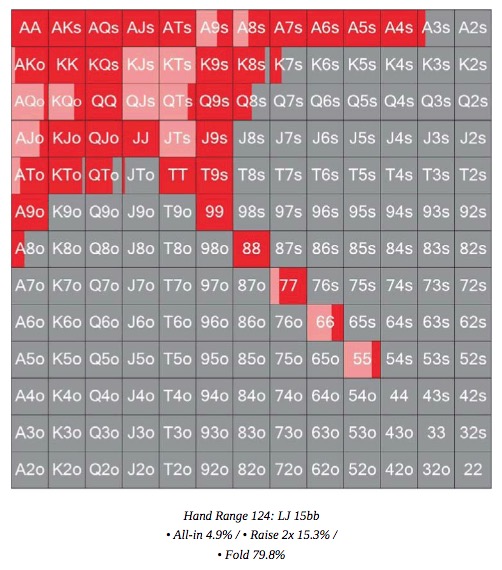 AA AKs AQs AJs ATs A9s A8s A7s A6s A5s A4s A3s A2s
AKo KK KQs KJs KTs K9s K8s K7s K6s K5s K4s K3s K2s
AQo KQo QQ QJs QTs Q9s Q8s Q7s Q6s Q5s Q4s Q3s Q2s
AJo KJo QJo JJ JTs J9s J8s J7s J6s J5s J4s J3s J2s
ATo KTo QTo JTo TT T9s T8s T7s T6s T5s T4s T3s T2s
A9o K9o Q9o J9o T9o 99 98s 97s 96s 95s 94s 93s 92s
A8o K8o Q8o J8o T8o 98o 88 87s 86s 85s 84s 83s 82s
A7o K7o Q7o J7o T7o 97o 87o 77 76s 75s 74s 73s 72s
A6o K6o Q6o J6o T6o 96o 86o 76o 66 65s 64s 63s 62s
A5o K5o Q5o J5o T5o 95o 85o 75o 65o 55 54s 53s 52s
A4o K4o Q4o J4o T4o 94o 84o 74o 64o 54o 44 43s 42s
A3o K3o Q3o J3o T3o 93o 83o 73o 63o 53o 43o 33 32s
A2o K2o Q2o J2o T2o 92o 82o 72o 62o 52o 42o 32o 22
Hand Range 124: LJ 15bb
• All-in 4.9% / • Raise 2x 15.3% /
• Fold 79.8%